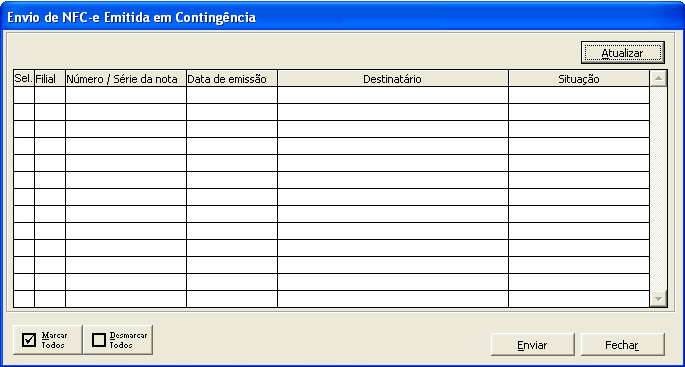 Envio de NFC-e Emitida em Contingência
Atualizar
Sel. Filial Número / Série da nota Data de emissão Destinatário Situação
Marcar Todos Desmarcar Todos
Enviar Fechar